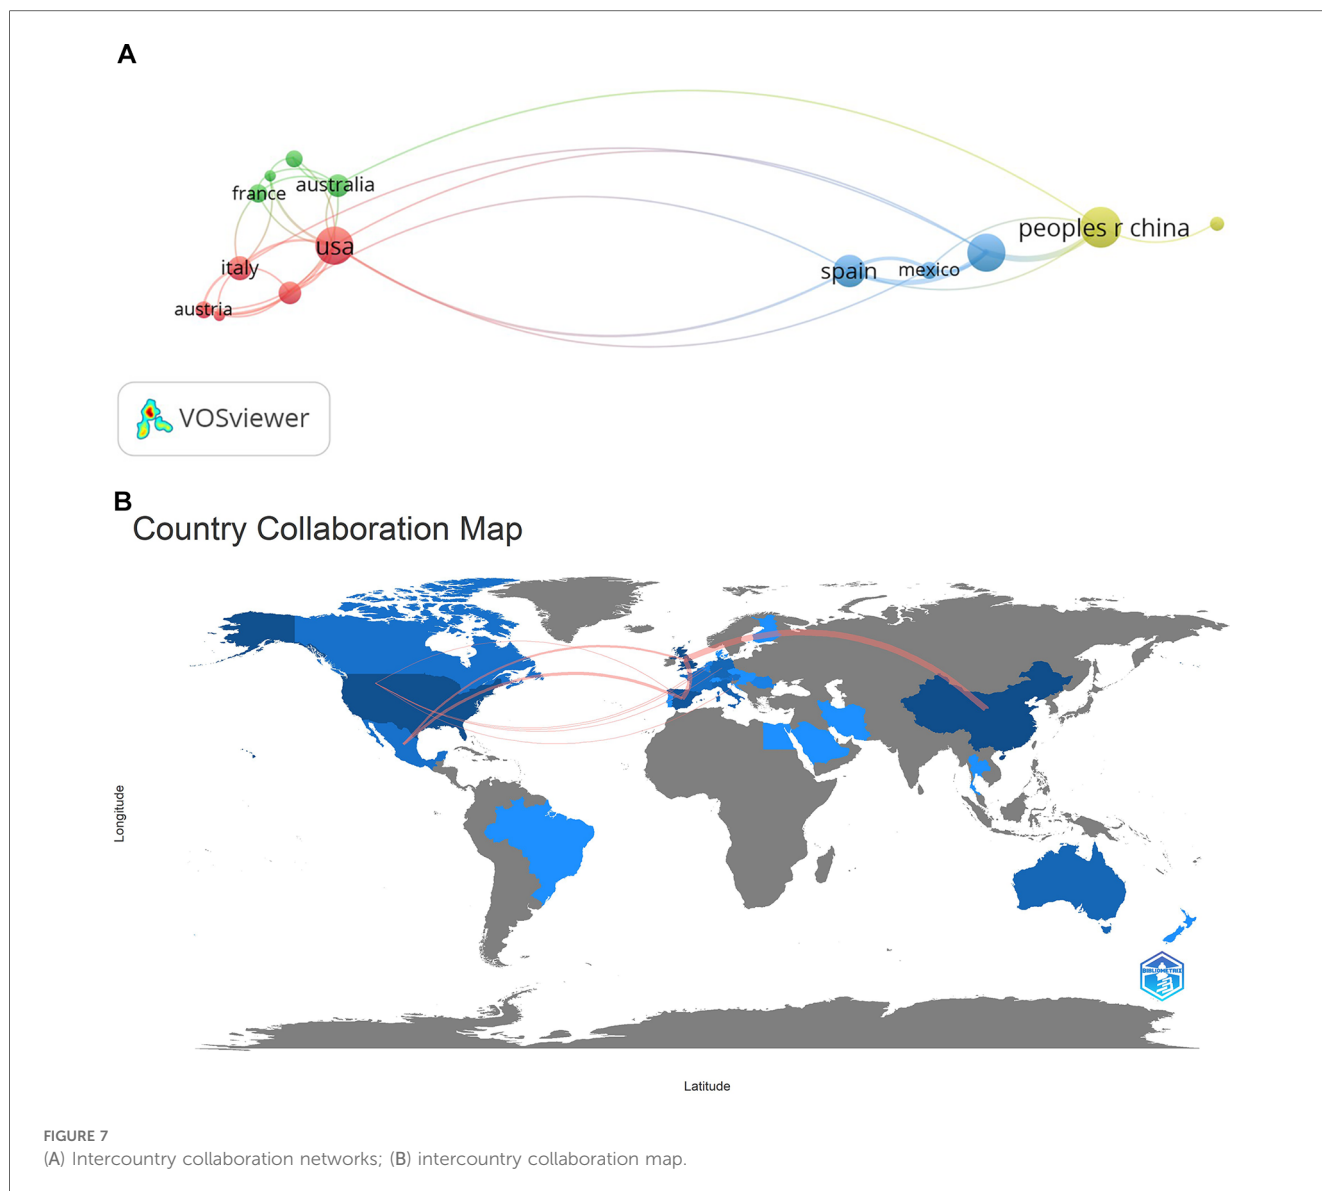 A
france
australia
usa
italy
austria
spain
mexico
peoples r china
VOSviewer
B
Country Collaboration Map
Longitude
BIBLIOMETRIX
Latitude
FIGURE 7
(A) Intercountry collaboration networks; (B) intercountry collaboration map.